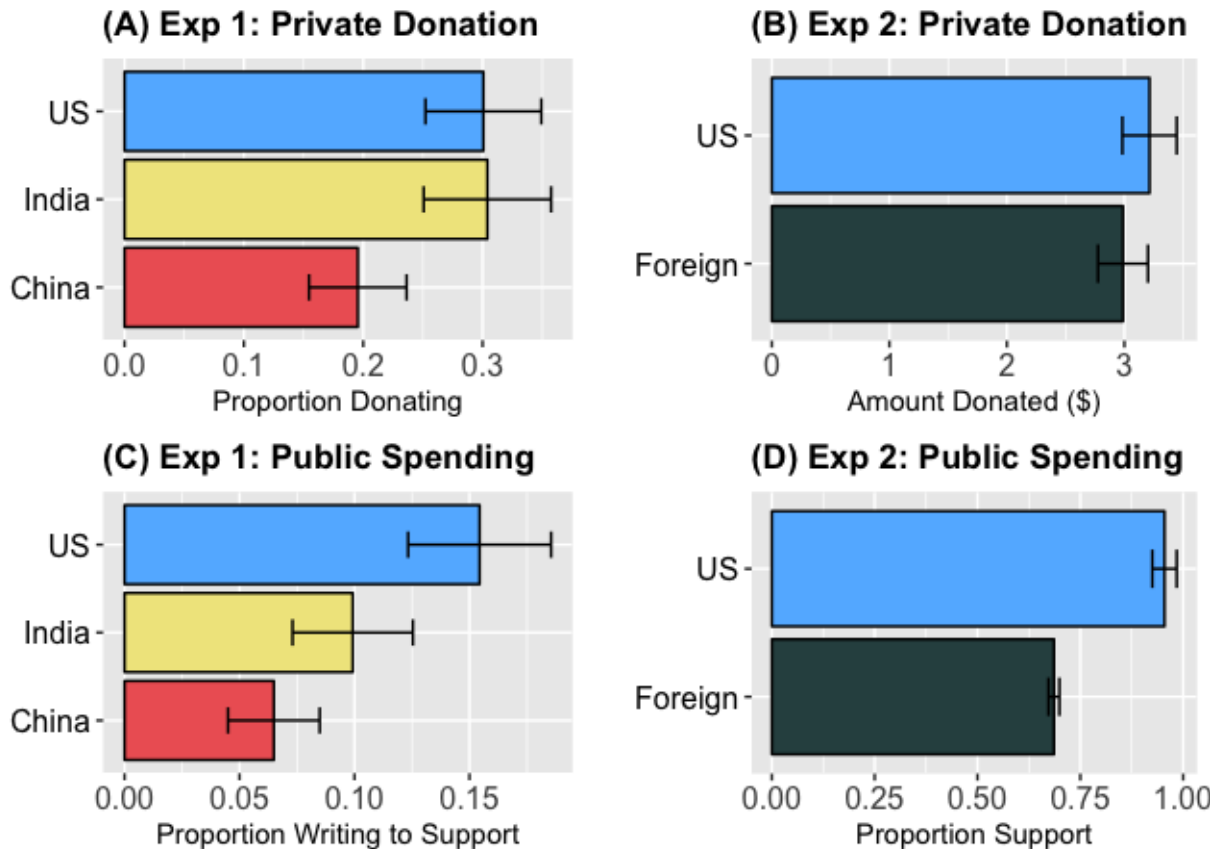 (A) Exp 1: Private Donation
US
India
China
0.0 0.1 0.2 0.3
Proportion Donating
(B) Exp 2: Private Donation
US
Foreign
0 1 2 3
Amount Donated ($)
(C) Exp 1: Public Spending
US
India
China
0.00 0.05 0.10 0.15
Proportion Writing to Support
(D) Exp 2: Public Spending
US
Foreign
0.00 0.25 0.50 0.75 1.00
Proportion Support